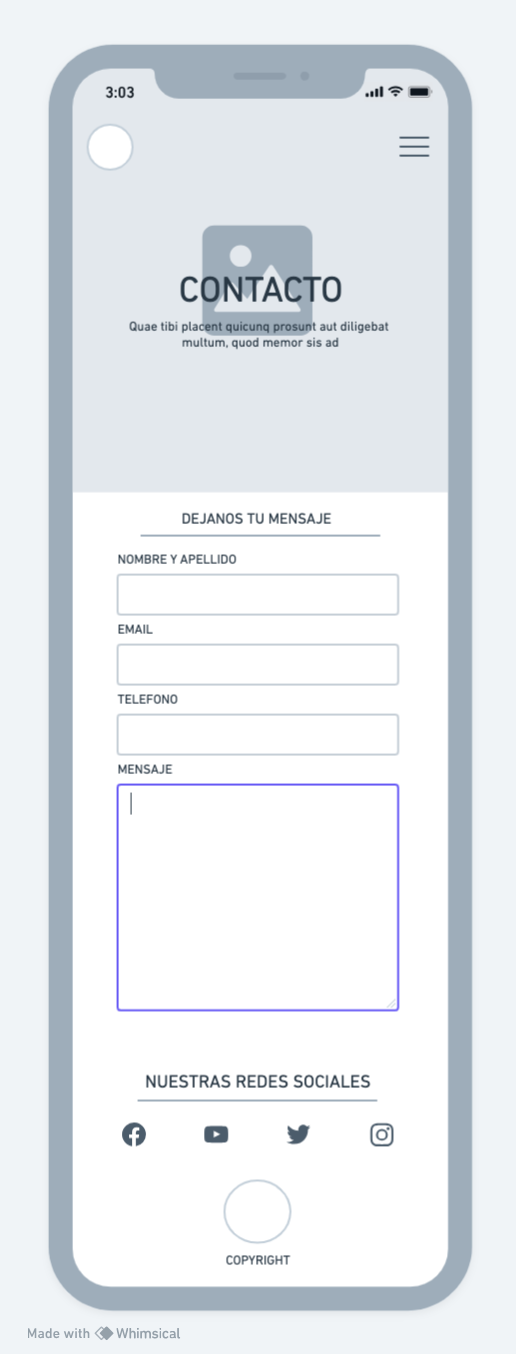 3:03
CONTACTO
Quae tibi placent quicunq prosunt aut diligebat
multum, quod memor sis ad
DEJANOS TU MENSAJE
NOMBRE Y APELLIDO
EMAIL
TELEFONO
MENSAJE
NUESTRAS REDES SOCIALES
COPYRIGHT
Made with Whimsical